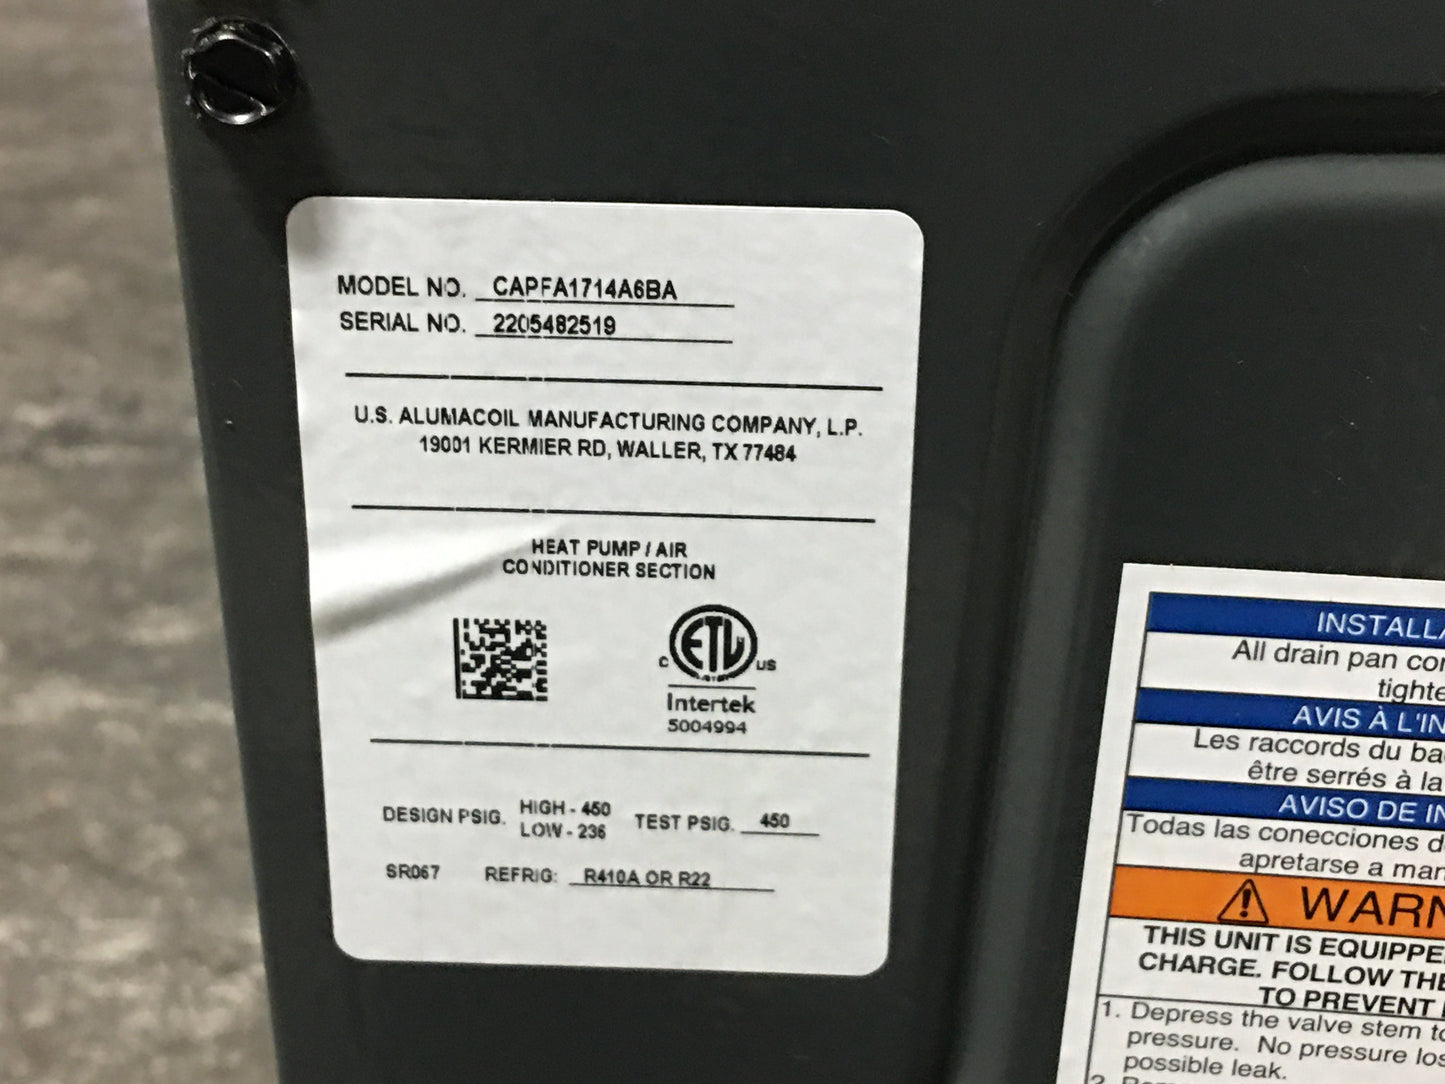 MODEL NO. CAPFA1714A6BA
SERIAL NO. 2205482519
U.S. ALUMACOIL MANUFACTURING COMPANY, L.P.
19001 KERMIER RD, WALLER, TX 77484
HEAT PUMP / AIR
CONDITIONER SECTION
C ETL US
Intertek
5004994
DESIGN PSIG. HIGH - 450
LOW - 236
TEST PSIG. 450
SR067 REFRIG: R410A OR R22
INSTALLA
All drain pan co
tighte
AVIS À L'IN
Les raccords du ba
être serrés à la
AVISO DE IN
Todas las conecciones d
apretarse a man
WARN
THIS UNIT IS EQUIPPE
CHARGE. FOLLOW THE
TO PREVENT
1. Depress the valve stem to
pressure. No pressure los
possible leak.
2.